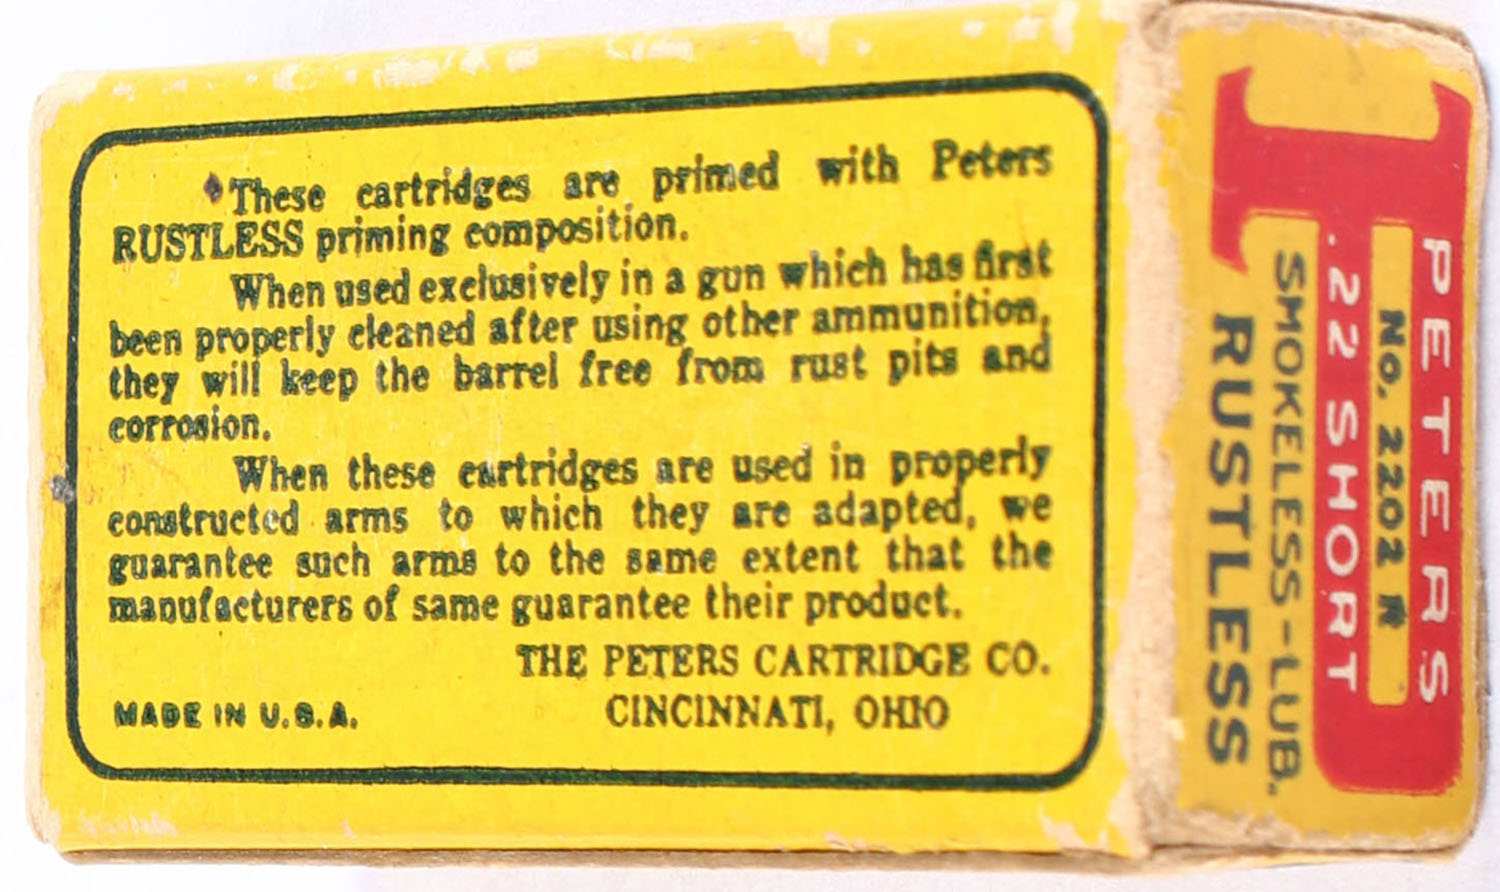 These cartridges are primed with Peters
RUSTLESS priming composition.
When used exclusively in a gun which has first
been properly cleaned after using other ammunition,
they will keep the barrel free from rust pits and
corrosion.
When these cartridges are used in properly
constructed arms to which they are adapted, we
guarantee such arms to the same extent that the
manufacturers of same guarantee their product.
THE PETERS CARTRIDGE CO.
MADE IN U.S.A. CINCINNATI, OHIO
PETERS
No. 2202 R
.22 SHORT
SMOKELESS-LUB.
RUSTLESS